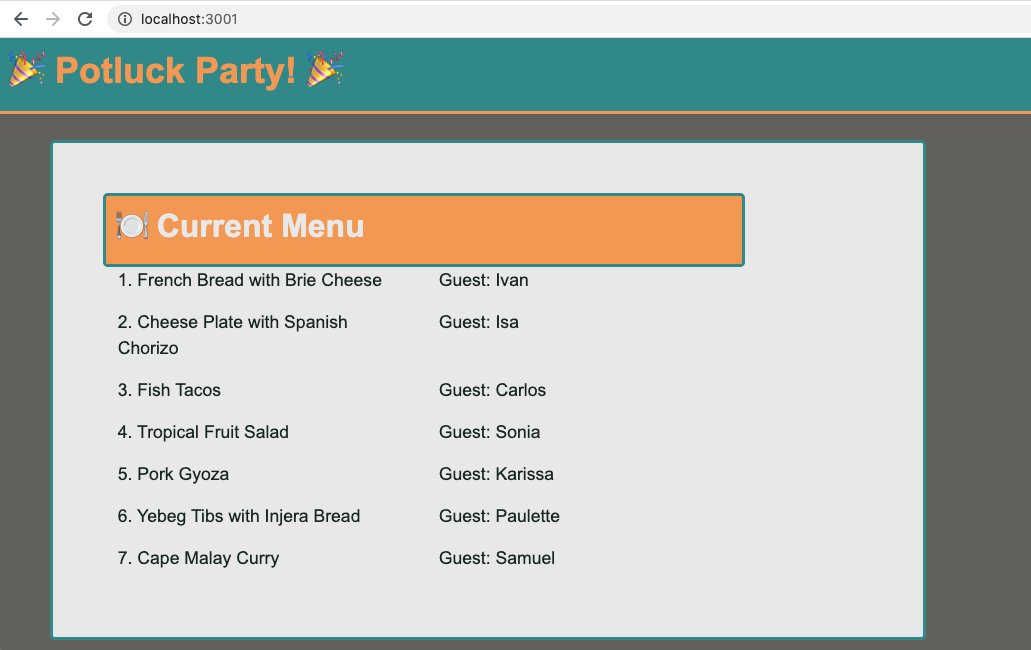 localhost:3001
🎉 Potluck Party! 🎉
🍽️ Current Menu
1. French Bread with Brie Cheese Guest: Ivan
2. Cheese Plate with Spanish Chorizo Guest: Isa
3. Fish Tacos Guest: Carlos
4. Tropical Fruit Salad Guest: Sonia
5. Pork Gyoza Guest: Karissa
6. Yebeg Tibs with Injera Bread Guest: Paulette
7. Cape Malay Curry Guest: Samuel